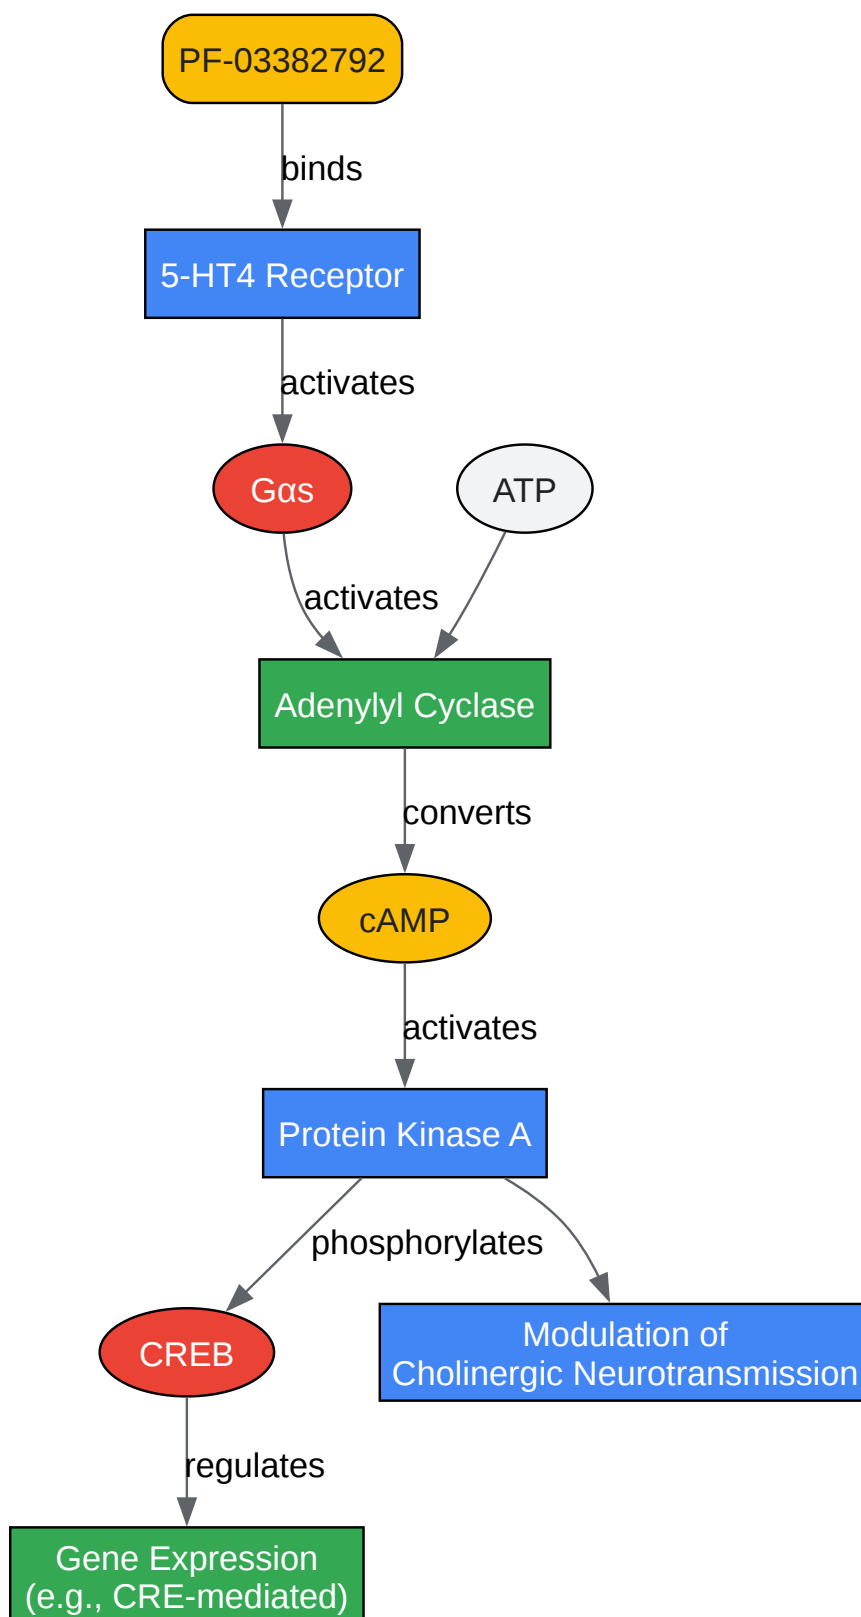 PF-03382792
binds
5-HT4 Receptor
activates
Gαs
ATP
activates
Adenylyl Cyclase
converts
cAMP
activates
Protein Kinase A
phosphorylates
CREB
Modulation of
Cholinergic Neurotransmission
regulates
Gene Expression
(e.g., CRE-mediated)